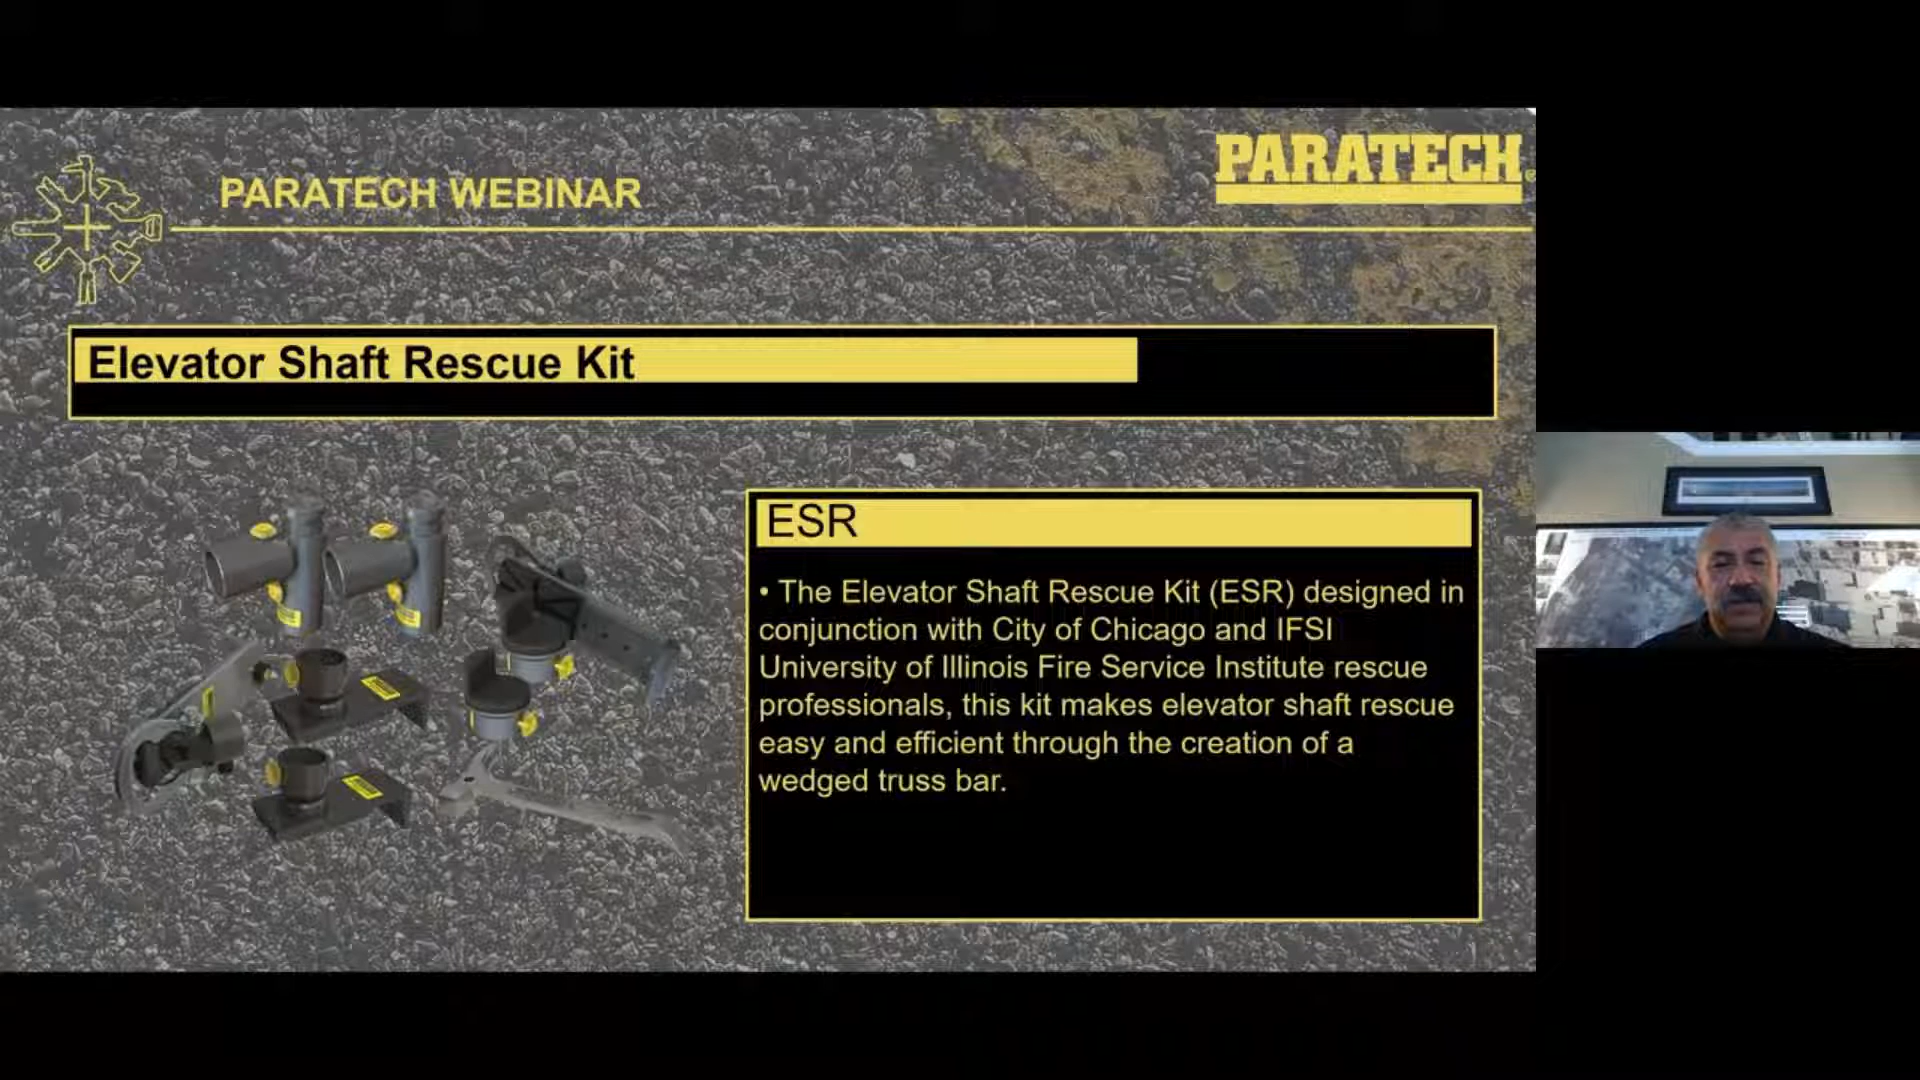 PARATECH
PARATECH WEBINAR
Elevator Shaft Rescue Kit
ESR
• The Elevator Shaft Rescue Kit (ESR) designed in
conjunction with City of Chicago and IFSI
University of Illinois Fire Service Institute rescue
professionals, this kit makes elevator shaft rescue
easy and efficient through the creation of a
wedged truss bar.